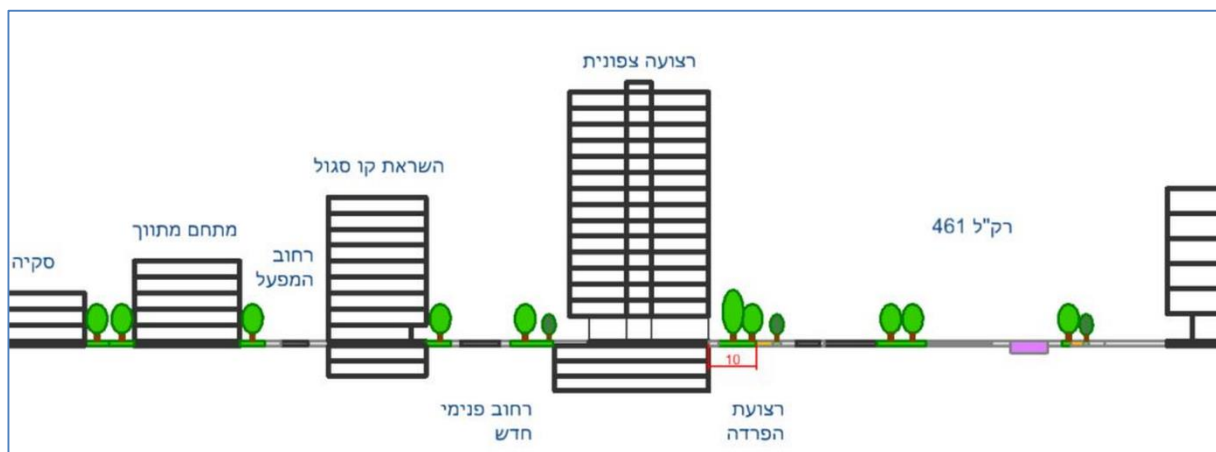 רצועה צפונית
השראת קו סגול
רק"ל 461
מתחם מתווך
רחוב
המפעל
סקיה
10
רחוב פנימי
חדש
רצועת
הפרדה